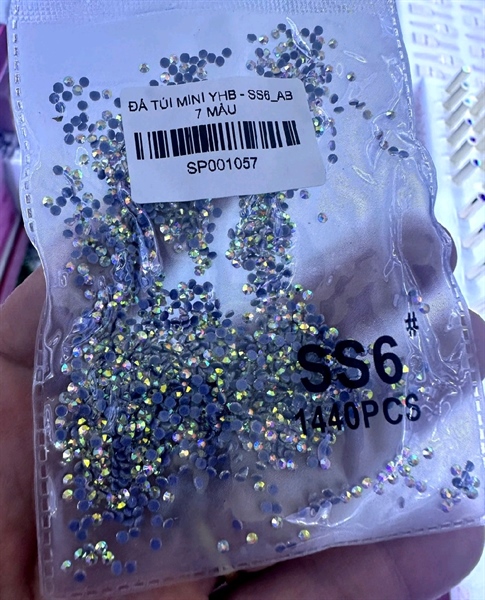 ĐÁ TÚI MINI YHB - SS6_AB
7 MÀU
SP001057
SS6#
1440PCS